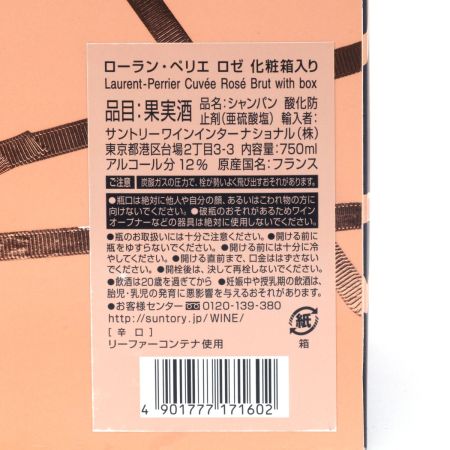 ローラン・ペリエ ロゼ 化粧箱入り
Laurent-Perrier Cuvée Rosé Brut with box
品目:果実酒 品名:シャンパン 酸化防
止剤(亜硫酸塩) 輸入者:
サントリーワインインターナショナル(株)
東京都港区台場2丁目3-3 内容量:750ml
アルコール分12% 原産国名:フランス
ご注意 炭酸ガスの圧力で、栓が勢いよく飛び出すおそれがあります。
●瓶口は絶対に他人や自分の顔、あるいはこわれ物の方に
向けないでください。●破瓶のおそれがあるためワイン
オープナーなどの器具は絶対に使用しないでください。
●瓶のお取扱いには十分ご注意ください。●開ける前に
瓶をゆすらないでください。●開ける前には十分に冷
やしてください。●開ける直前まで、口金ははずさない
でください。●開栓後は、決して再栓しないでください。
●飲酒は20歳を過ぎてから ●妊娠中や授乳期の飲酒は、
胎児・乳児の発育に悪影響を与えるおそれがあります。
●お客様センター 0120-139-380
http://suntory.jp/WINE/
[辛口]
リーファーコンテナ使用
紙
箱
4 901777 171602